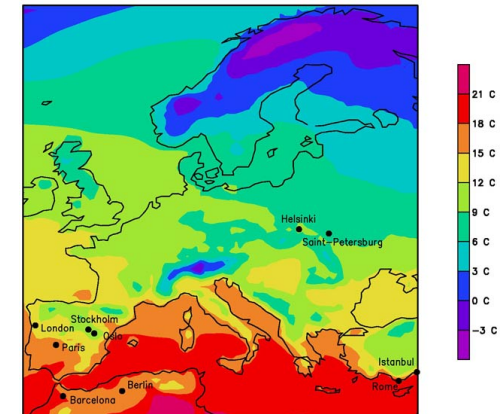 21 C
18 C
15 C
12 C
9 C
6 C
3 C
0 C
-3 C
Helsinki
Saint-Petersburg
Stockholm
London
Oslo
Paris
Istanbul
Rome
Berlin
Barcelona